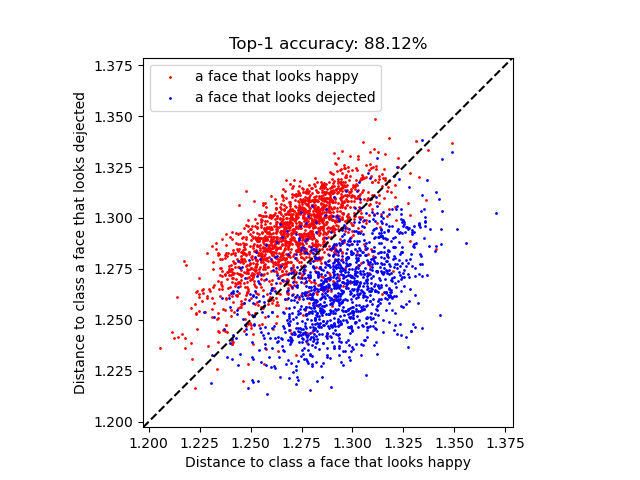 Top-1 accuracy: 88.12%
a face that looks happy
a face that looks dejected
Distance to class a face that looks dejected
1.375
1.350
1.325
1.300
1.275
1.250
1.225
1.200
1.200 1.225 1.250 1.275 1.300 1.325 1.350 1.375
Distance to class a face that looks happy